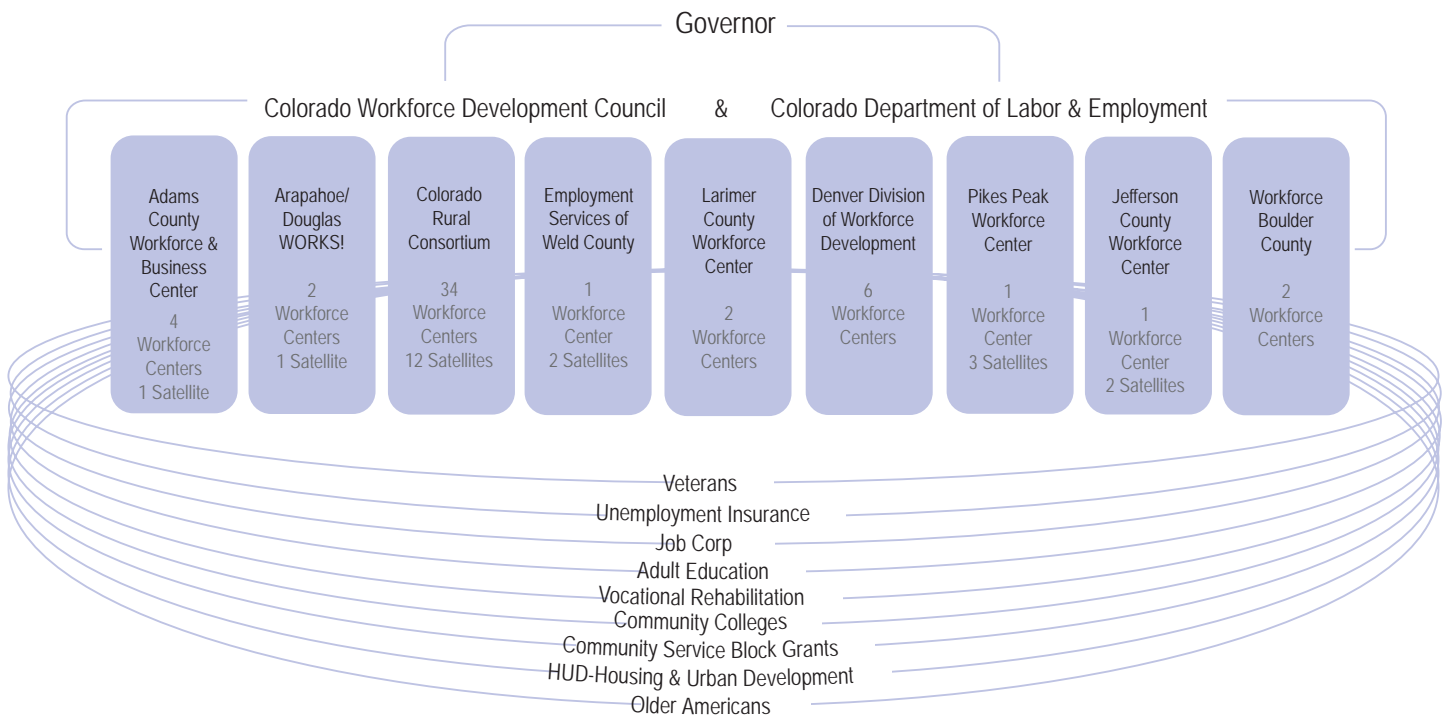 Governor
Colorado Workforce Development Council & Colorado Department of Labor & Employment
Adams
County
Workforce &
Business
Center
4
Workforce
Centers
1 Satellite
Arapahoe/
Douglas
WORKS!
2
Workforce
Centers
1 Satellite
Colorado
Rural
Consortium
34
Workforce
Centers
12 Satellites
Employment
Services of
Weld County
1
Workforce
Center
2 Satellites
Larimer
County
Workforce
Center
2
Workforce
Centers
Denver Division
of Workforce
Development
6
Workforce
Centers
Pikes Peak
Workforce
Center
1
Workforce
Center
3 Satellites
Jefferson
County
Workforce
Center
1
Workforce
Center
2 Satellites
Workforce
Boulder
County
2
Workforce
Centers
Veterans
Unemployment Insurance
Job Corp
Adult Education
Vocational Rehabilitation
Community Colleges
Community Service Block Grants
HUD-Housing & Urban Development
Older Americans